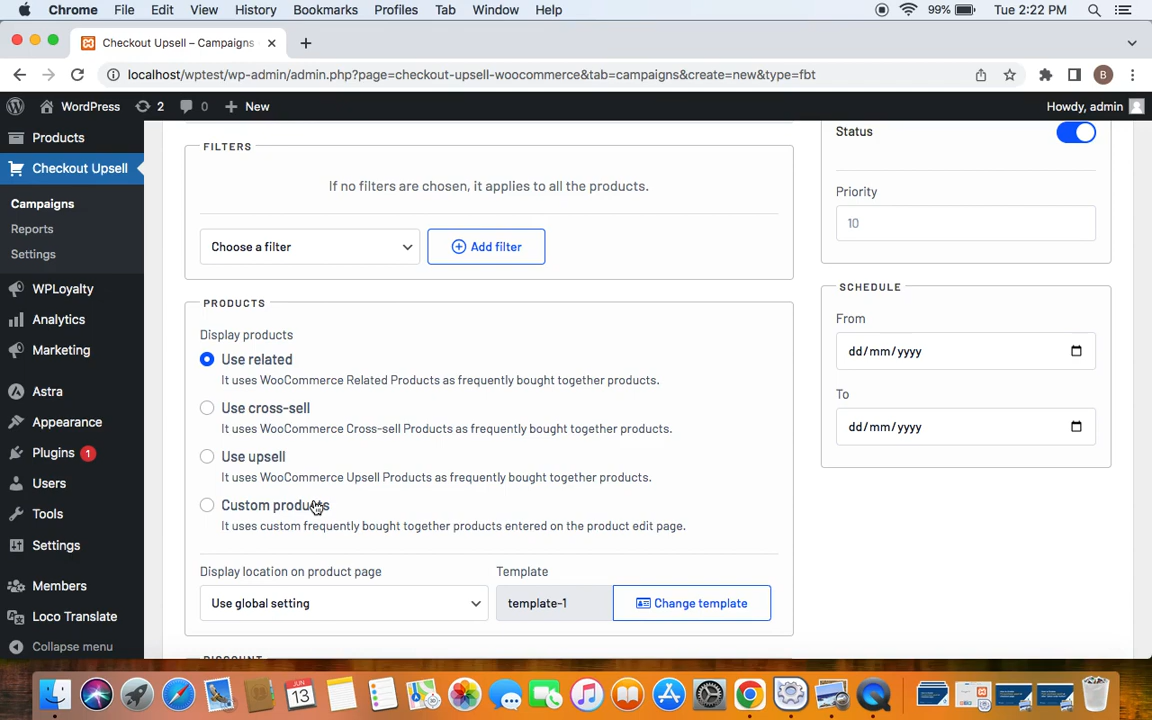 Chrome File Edit View History Bookmarks Profiles Tab Window Help 99% Tue 2:22 PM
Checkout Upsell – Campaigns
localhost/wptest/wp-admin/admin.php?page=checkout-upsell-woocommerce&tab=campaigns&create=new&type=fbt B
WordPress 2 0 New Howdy, admin
Products
Checkout Upsell
Campaigns
Reports
Settings
WPLoyalty
Analytics
Marketing
Astra
Appearance
Plugins 1
Users
Tools
Settings
Members
Loco Translate
Collapse menu
FILTERS
If no filters are chosen, it applies to all the products.
Choose a filter Add filter
PRODUCTS
Display products
Use related
It uses WooCommerce Related Products as frequently bought together products.
Use cross-sell
It uses WooCommerce Cross-sell Products as frequently bought together products.
Use upsell
It uses WooCommerce Upsell Products as frequently bought together products.
Custom products
It uses custom frequently bought together products entered on the product edit page.
Display location on product page Template
Use global setting template-1 Change template
DISCOUNT
Status
Priority
10
SCHEDULE
From
dd/mm/yyyy
To
dd/mm/yyyy
JUN
13